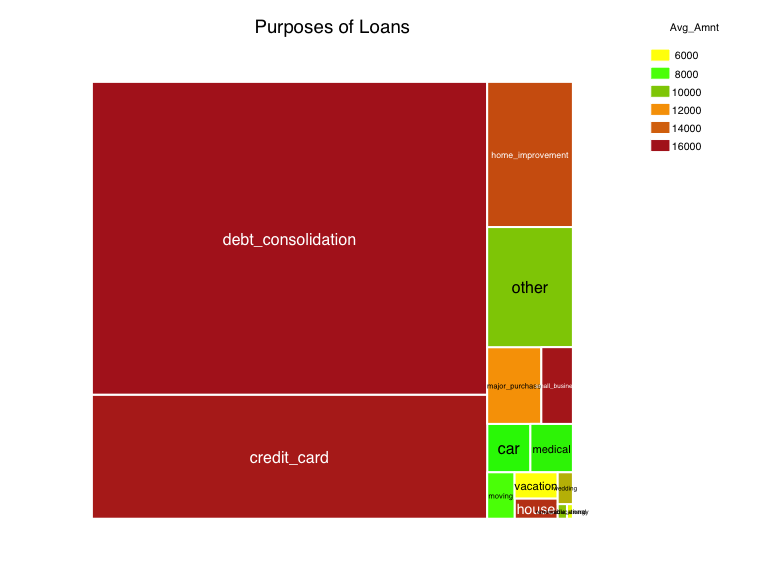 Purposes of Loans
Avg_Amnt
6000
8000
10000
12000
14000
16000
debt_consolidation
home_improvement
other
major_purchas
credit_card
car
medical
moving
vacation
wedding
house